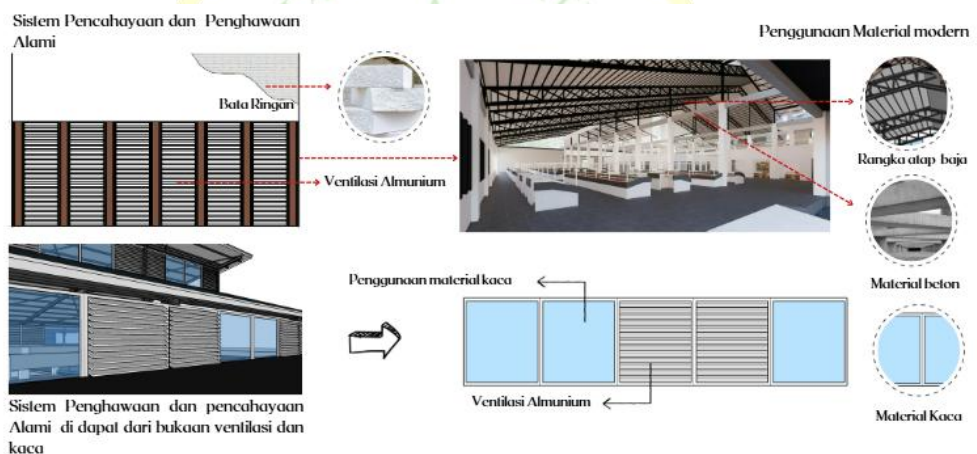 Sistem Pencahayaan dan Penghawaan
Alami
Bata Ringan
Ventilasi Almunium
Penggunaan Material modern
Rangka atap baja
Material beton
Material Kaca
Sistem Penghawaan dan pencahayaan
Alami di dapat dari bukaan ventilasi dan
kaca
Penggunaan material kaca
Ventilasi Almunium